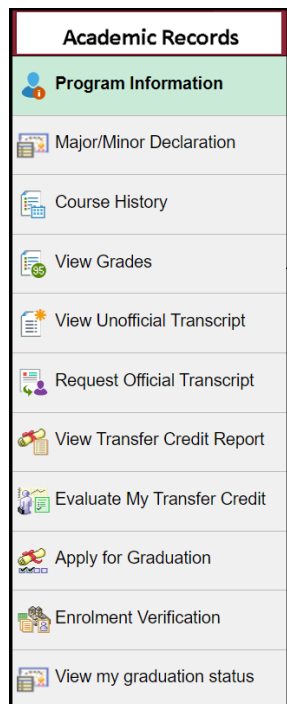 Academic Records
Program Information
Major/Minor Declaration
Course History
View Grades
95
View Unofficial Transcript
Request Official Transcript
View Transfer Credit Report
Evaluate My Transfer Credit
Apply for Graduation
Enrolment Verification
View my graduation status